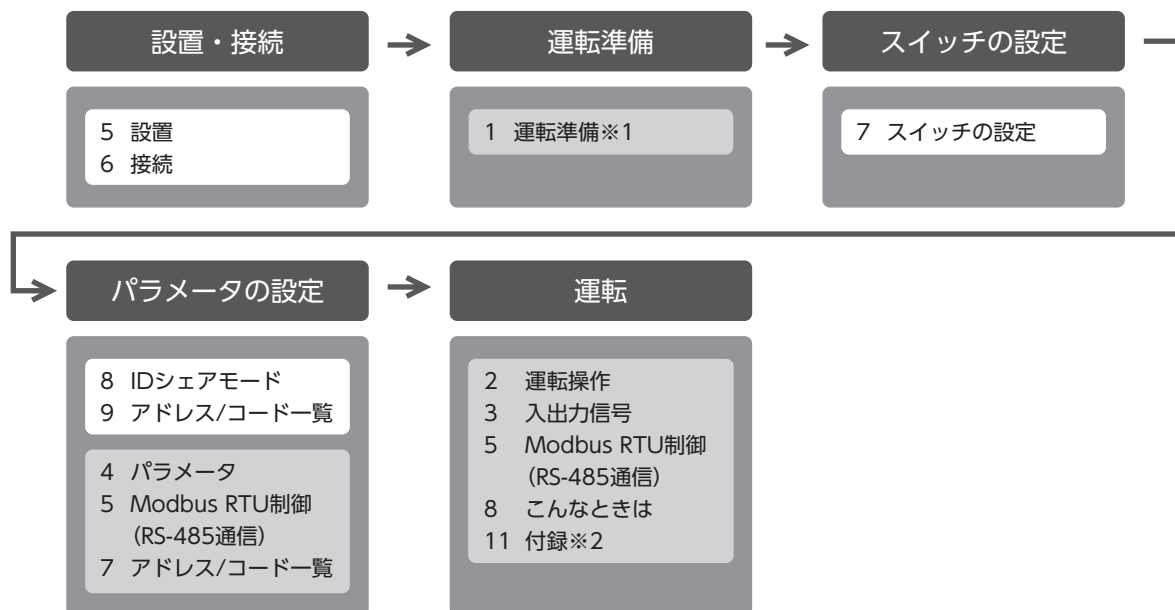 設置・接続
5 設置
6 接続
運転準備
1 運転準備※1
スイッチの設定
7 スイッチの設定
パラメータの設定
8 IDシェアモード
9 アドレス/コード一覧
4 パラメータ
5 Modbus RTU制御
(RS-485通信)
7 アドレス/コード一覧
運転
2 運転操作
3 入出力信号
5 Modbus RTU制御
(RS-485通信)
8 こんなときは
11 付録※2